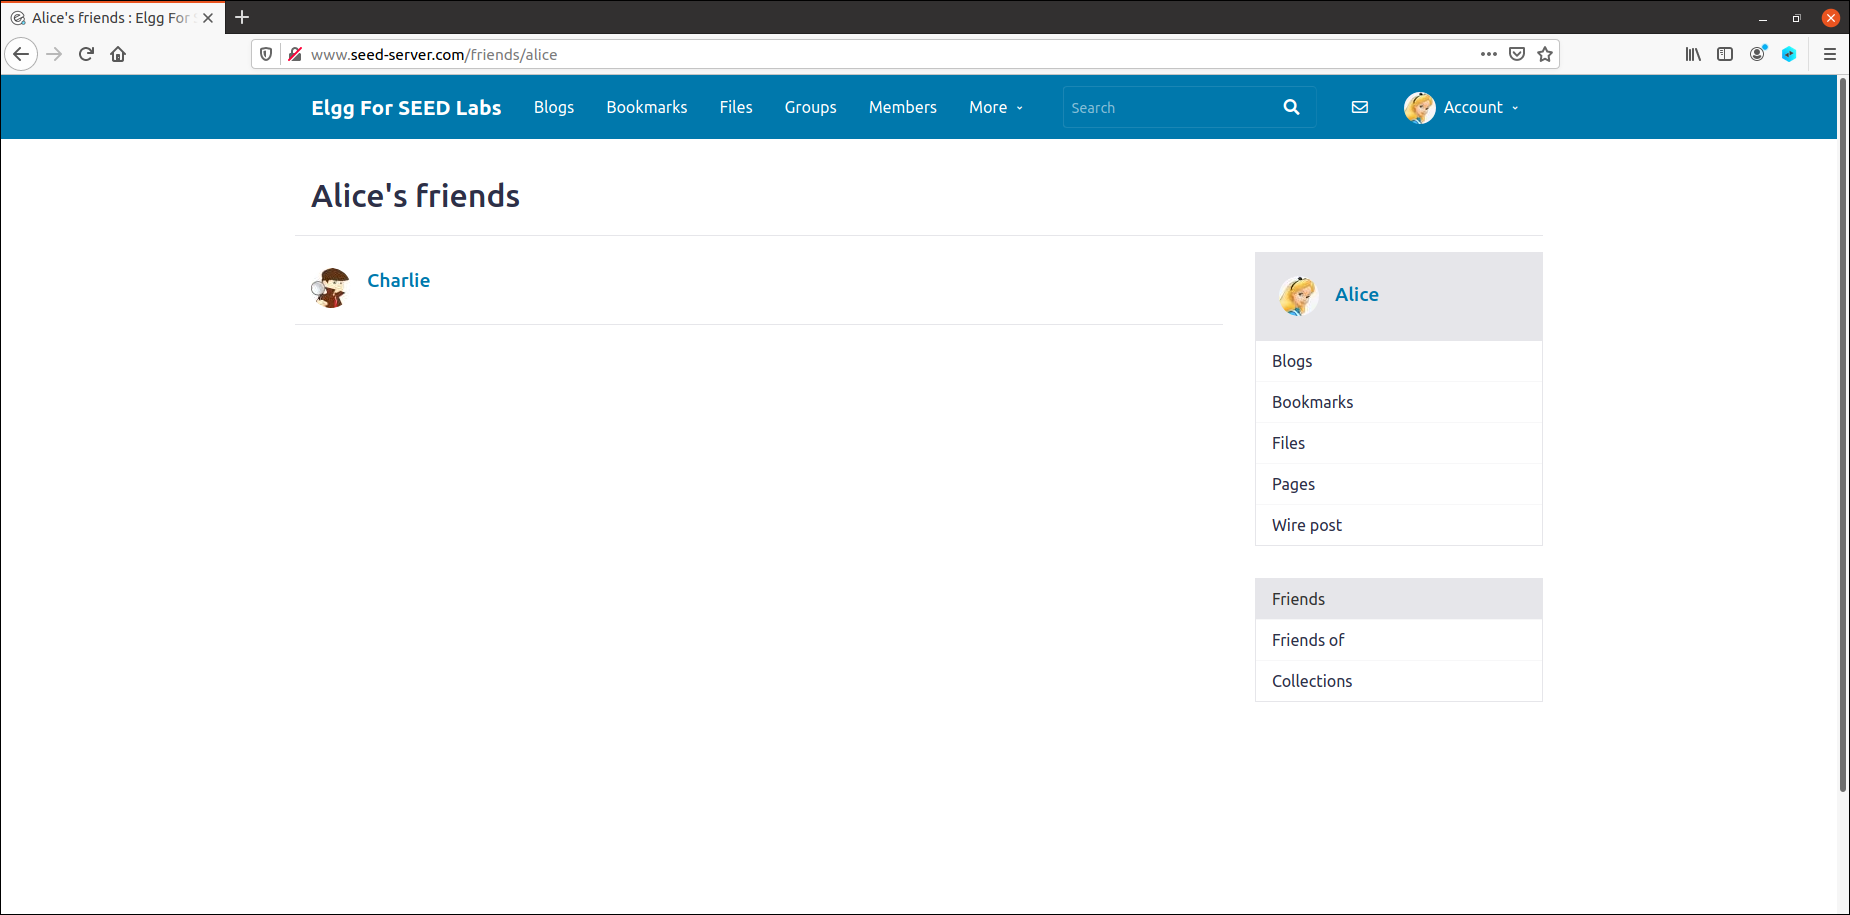 Alice's friends : Elgg For S
www.seed-server.com/friends/alice
Elgg For SEED Labs Blogs Bookmarks Files Groups Members More Search Account
Alice's friends
Charlie
Alice
Blogs
Bookmarks
Files
Pages
Wire post
Friends
Friends of
Collections